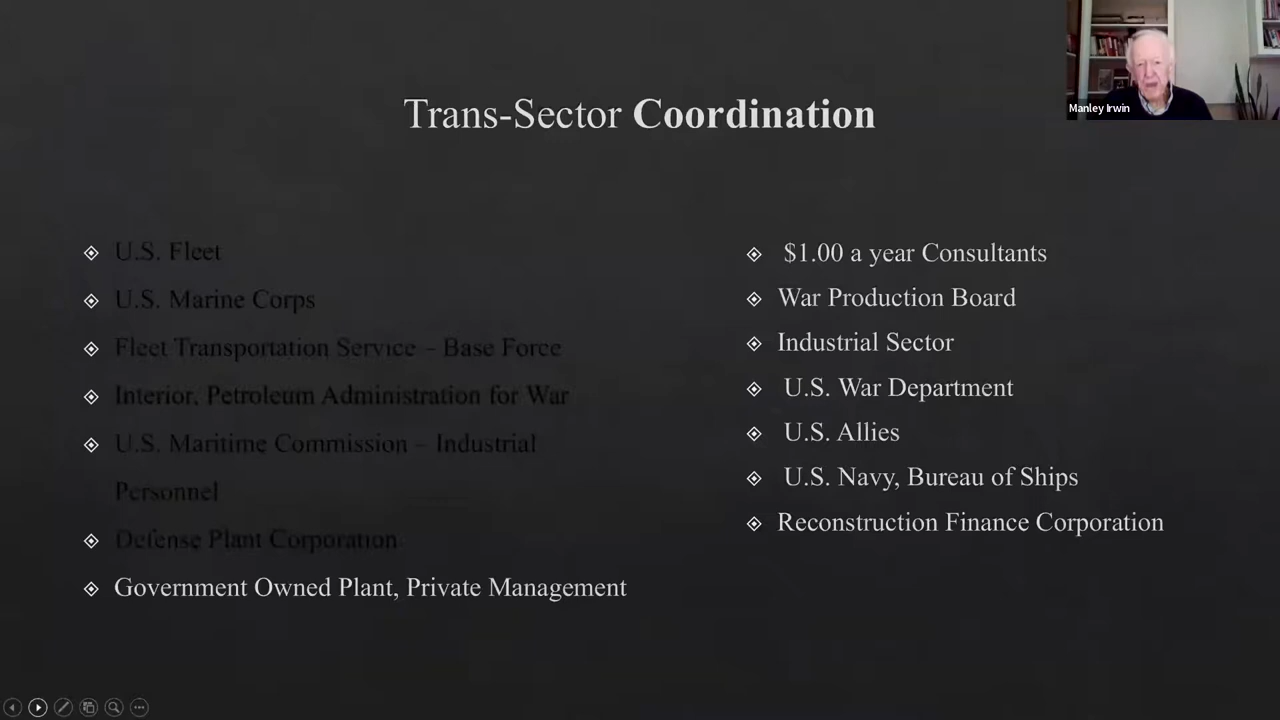 Manley Irwin
Trans-Sector Coordination
U.S. Fleet
U.S. Marine Corps
Fleet Transportation Service – Base Force
Interior, Petroleum Administration for War
U.S. Maritime Commission – Industrial
Personnel
Defense Plant Corporation
Government Owned Plant, Private Management
$1.00 a year Consultants
War Production Board
Industrial Sector
U.S. War Department
U.S. Allies
U.S. Navy, Bureau of Ships
Reconstruction Finance Corporation